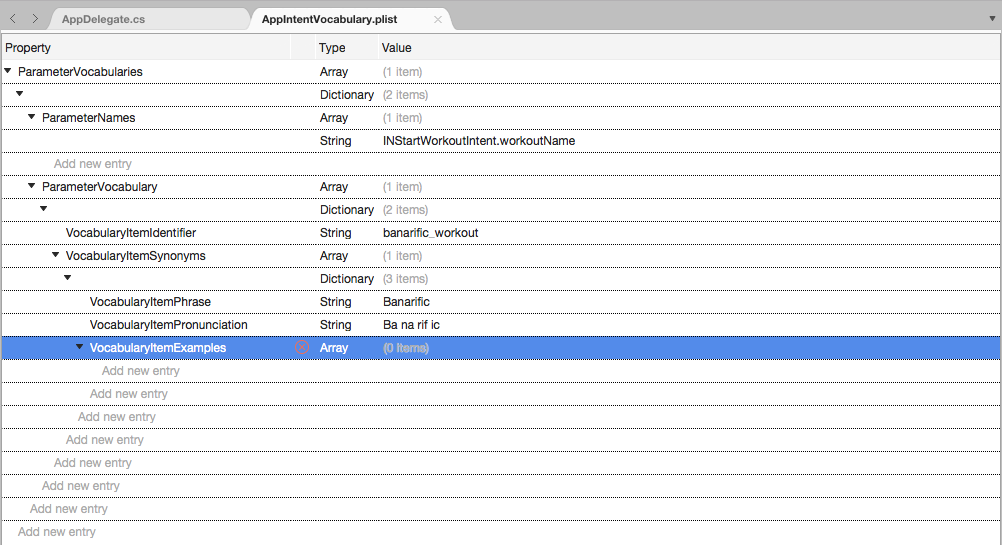 AppDelegate.cs AppIntentVocabulary.plist
Property Type Value
ParameterVocabularies Array (1 item)
Dictionary (2 items)
ParameterNames Array (1 item)
String INStartWorkoutIntent.workoutName
Add new entry
ParameterVocabulary Array (1 item)
Dictionary (2 items)
VocabularyItemIdentifier String banarific_workout
VocabularyItemSynonyms Array (1 item)
Dictionary (3 items)
VocabularyItemPhrase String Banarific
VocabularyItemPronunciation String Ba na rif ic
VocabularyItemExamples Array (0 items)
Add new entry
Add new entry
Add new entry
Add new entry
Add new entry
Add new entry
Add new entry
Add new entry